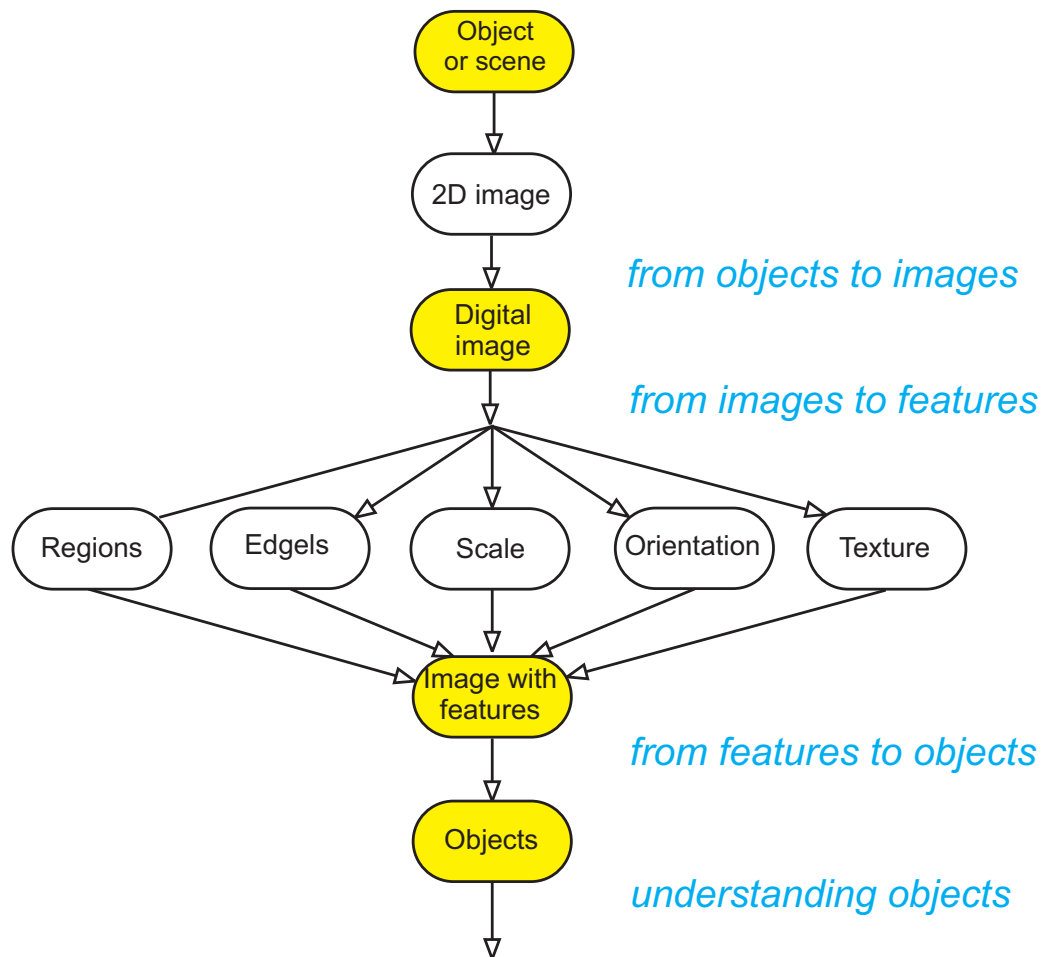 Object
or scene
2D image
from objects to images
Digital
image
from images to features
Regions
Edgels
Scale
Orientation
Texture
Image with
features
from features to objects
Objects
understanding objects